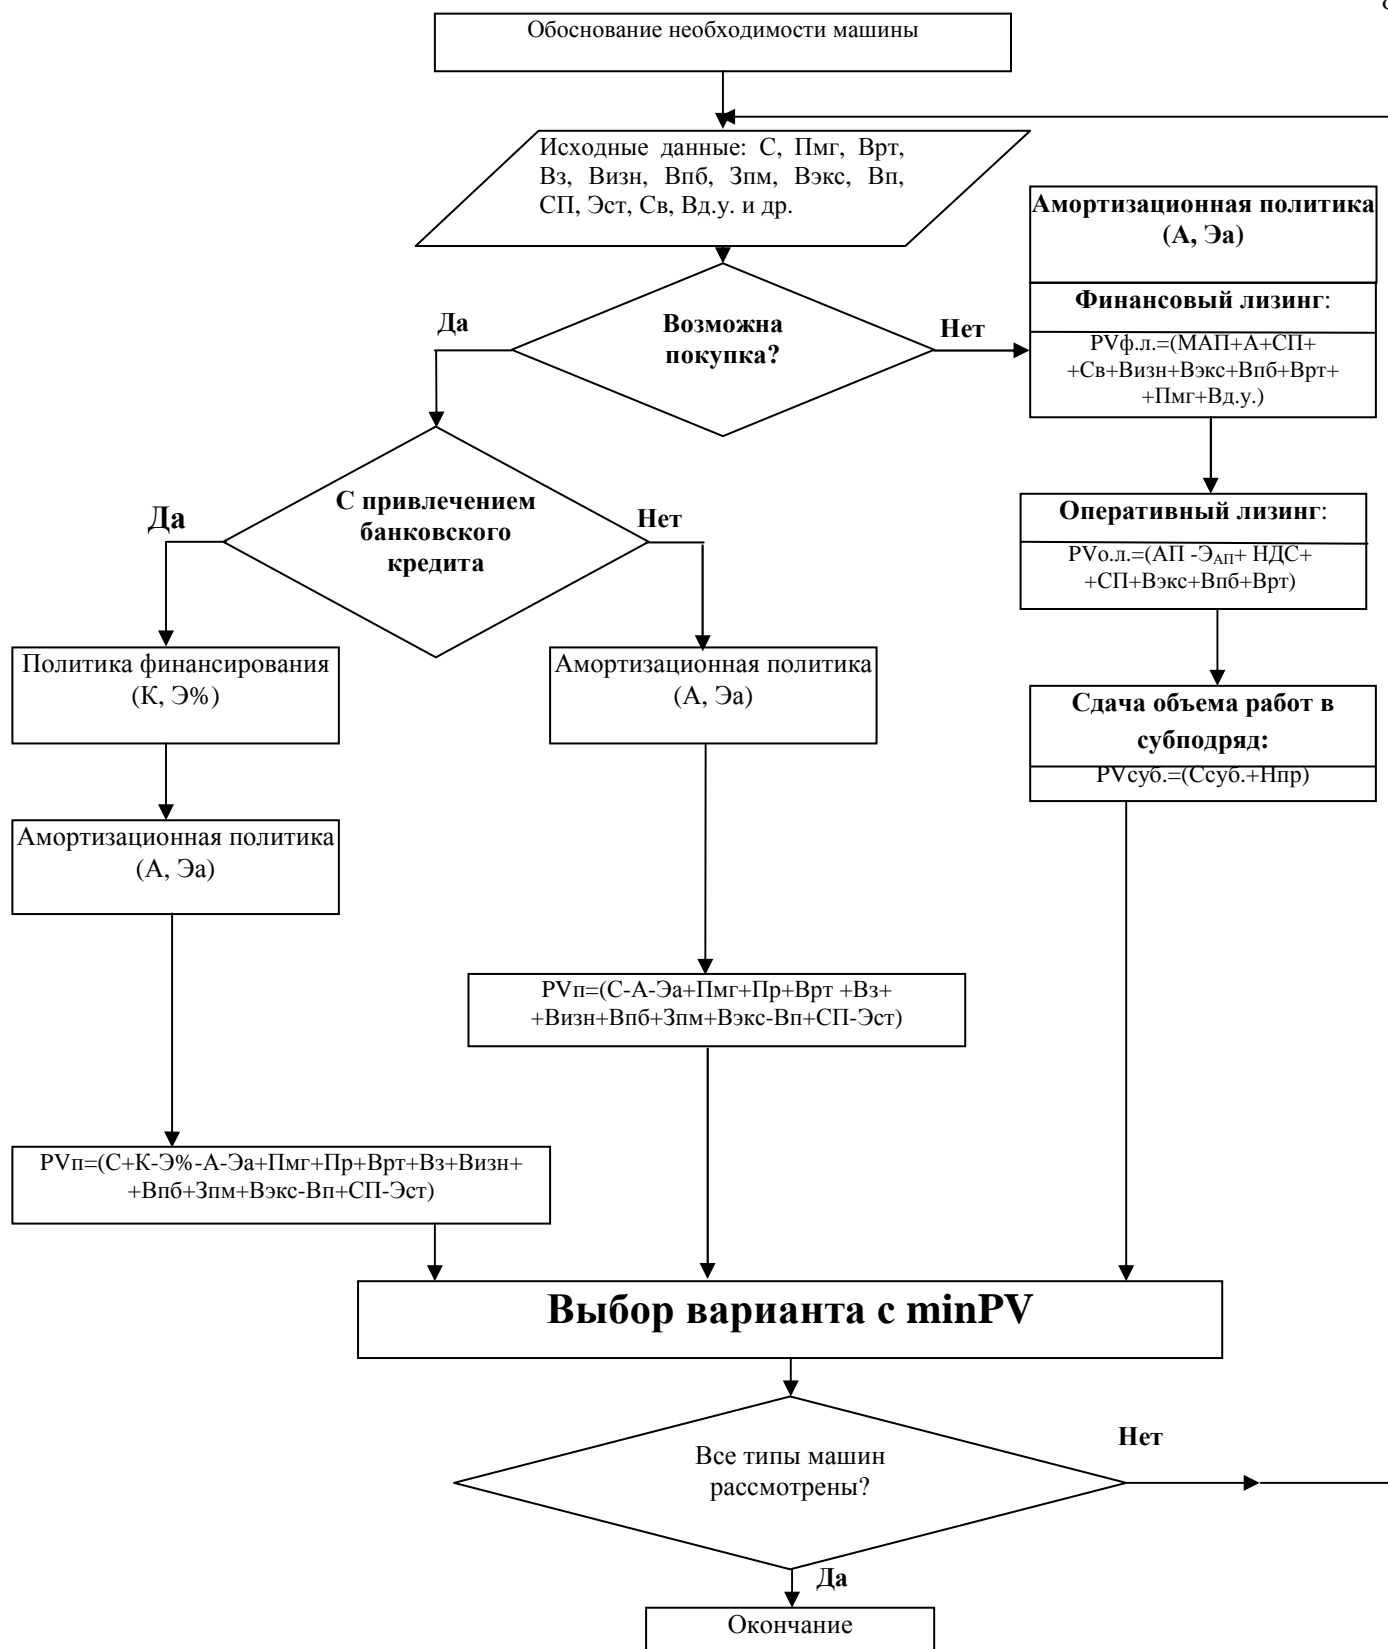 Обоснование необходимости машины
Исходные данные: С, Пмг, Врт,
Вз, Визн, Впб, Зпм, Вэкс, Вп,
СП, Эст, Св, Вд.у. и др.
Амортизационная политика
(А, Эа)
Финансовый лизинг:
PVф.л.=(МАП+А+СП+
+Св+Визн+Вэкс+Впб+Врт+
+Пмг+Вд.у.)
Да
Возможна
покупка?
Нет
Да
С привлечением
банковского
кредита
Нет
Оперативный лизинг:
PVо.л.=(АП -ЭАП+ НДС+
+СП+Вэкс+Впб+Врт)
Политика финансирования
(К, Э%)
Амортизационная политика
(А, Эа)
Сдача объема работ в
субподряд:
PVсуб.=(Ссуб.+Нпр)
Амортизационная политика
(А, Эа)
PVп=(С-А-Эа+Пмг+Пр+Врт +Вз+
+Визн+Впб+Зпм+Вэкс-Вп+СП-Эст)
PVп=(С+К-Э%-А-Эа+Пмг+Пр+Врт+Вз+Визн+
+Впб+Зпм+Вэкс-Вп+СП-Эст)
Выбор варианта с minPV
Все типы машин
рассмотрены?
Нет
Да
Окончание